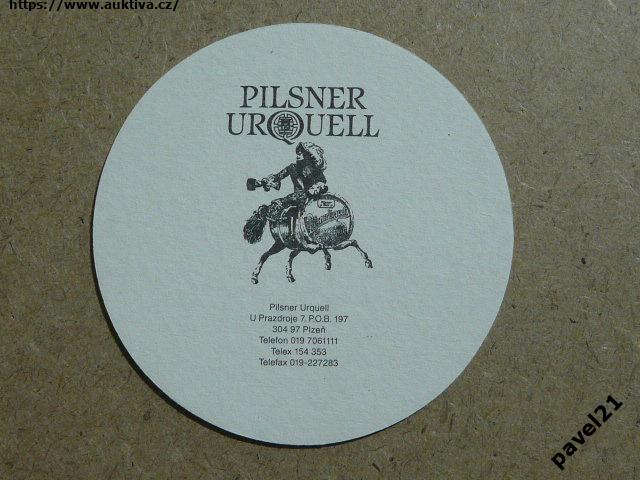 https://www.auktiva.cz/
PILSNER
URQUELL
Pilsner Urquell
U Prazdroje 7. P.O.B. 197
304 97 Plzeň
Telefon 019 7061111
Telex 154 353
Telefax 019-227283
pavel21